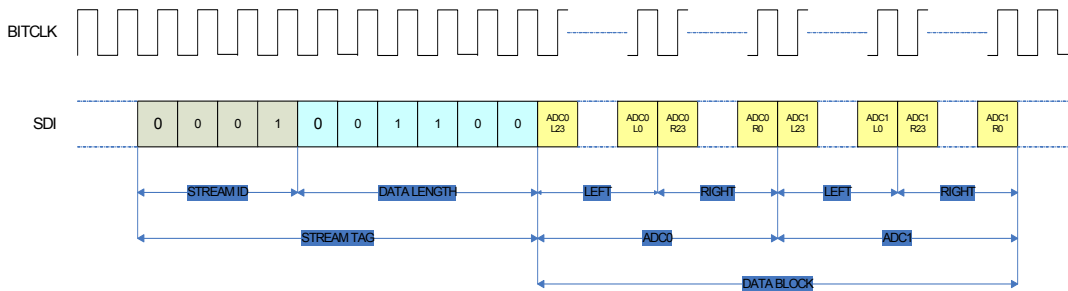 BITCLK
SDI
0 0 0 1 0 0 1 1 0 0 ADC0 L23 ADC0 L0 ADC0 R23 ADC0 R0 ADC1 L23 ADC1 L0 ADC1 R23 ADC1 R0
STREAM ID DATA LENGTH LEFT RIGHT LEFT RIGHT
STREAM TAG ADC0 ADC1
DATA BLOCK